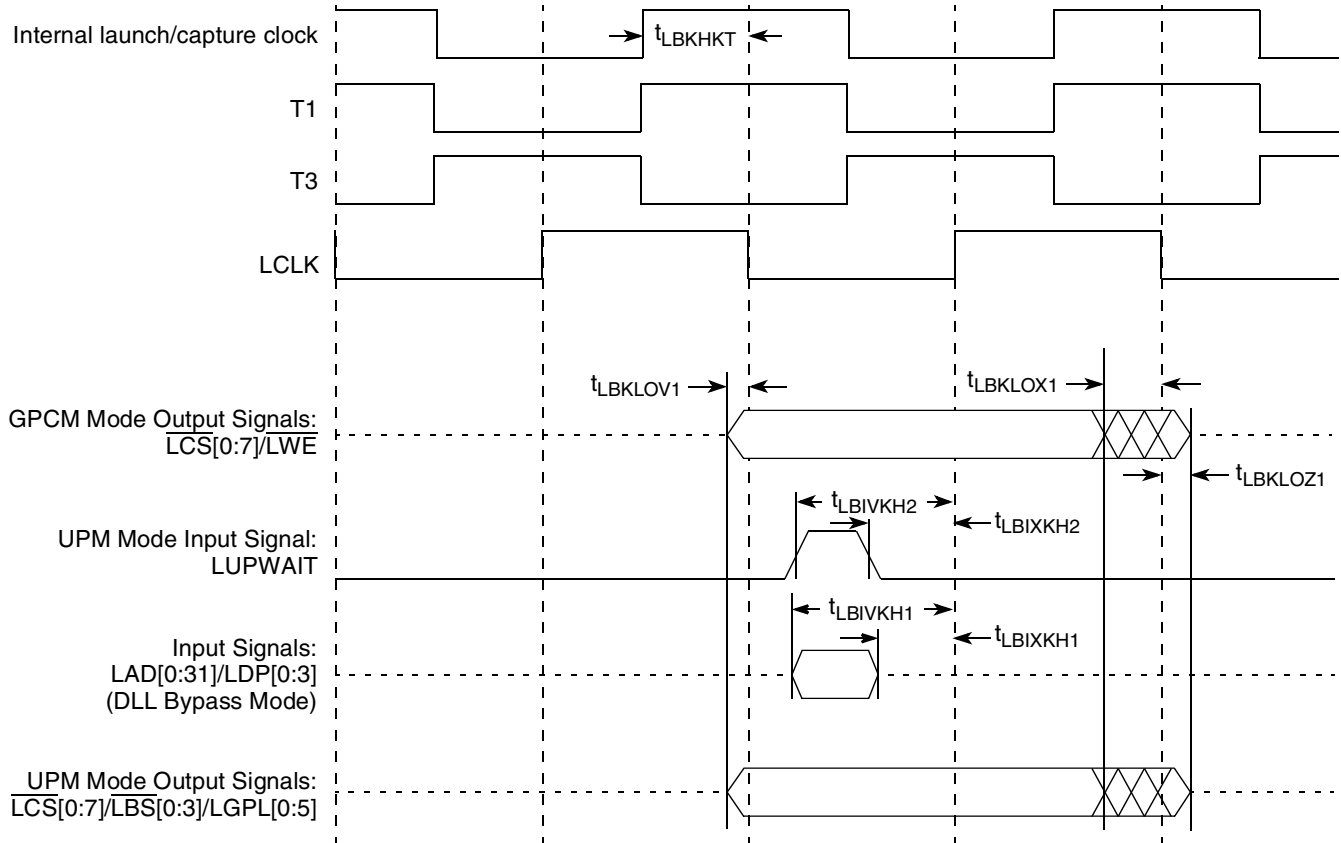 Internal launch/capture clock
tLBKHKT
T1
T3
LCLK
tLBKLOV1
tLBKLOX1
GPCM Mode Output Signals:
LCS[0:7]/LWE
tLBKLOZ1
tLBIVKH2
tLBIXKH2
UPM Mode Input Signal:
LUPWAIT
tLBIVKH1
tLBIXKH1
Input Signals:
LAD[0:31]/LDP[0:3]
(DLL Bypass Mode)
UPM Mode Output Signals:
LCS[0:7]/LBS[0:3]/LGPL[0:5]